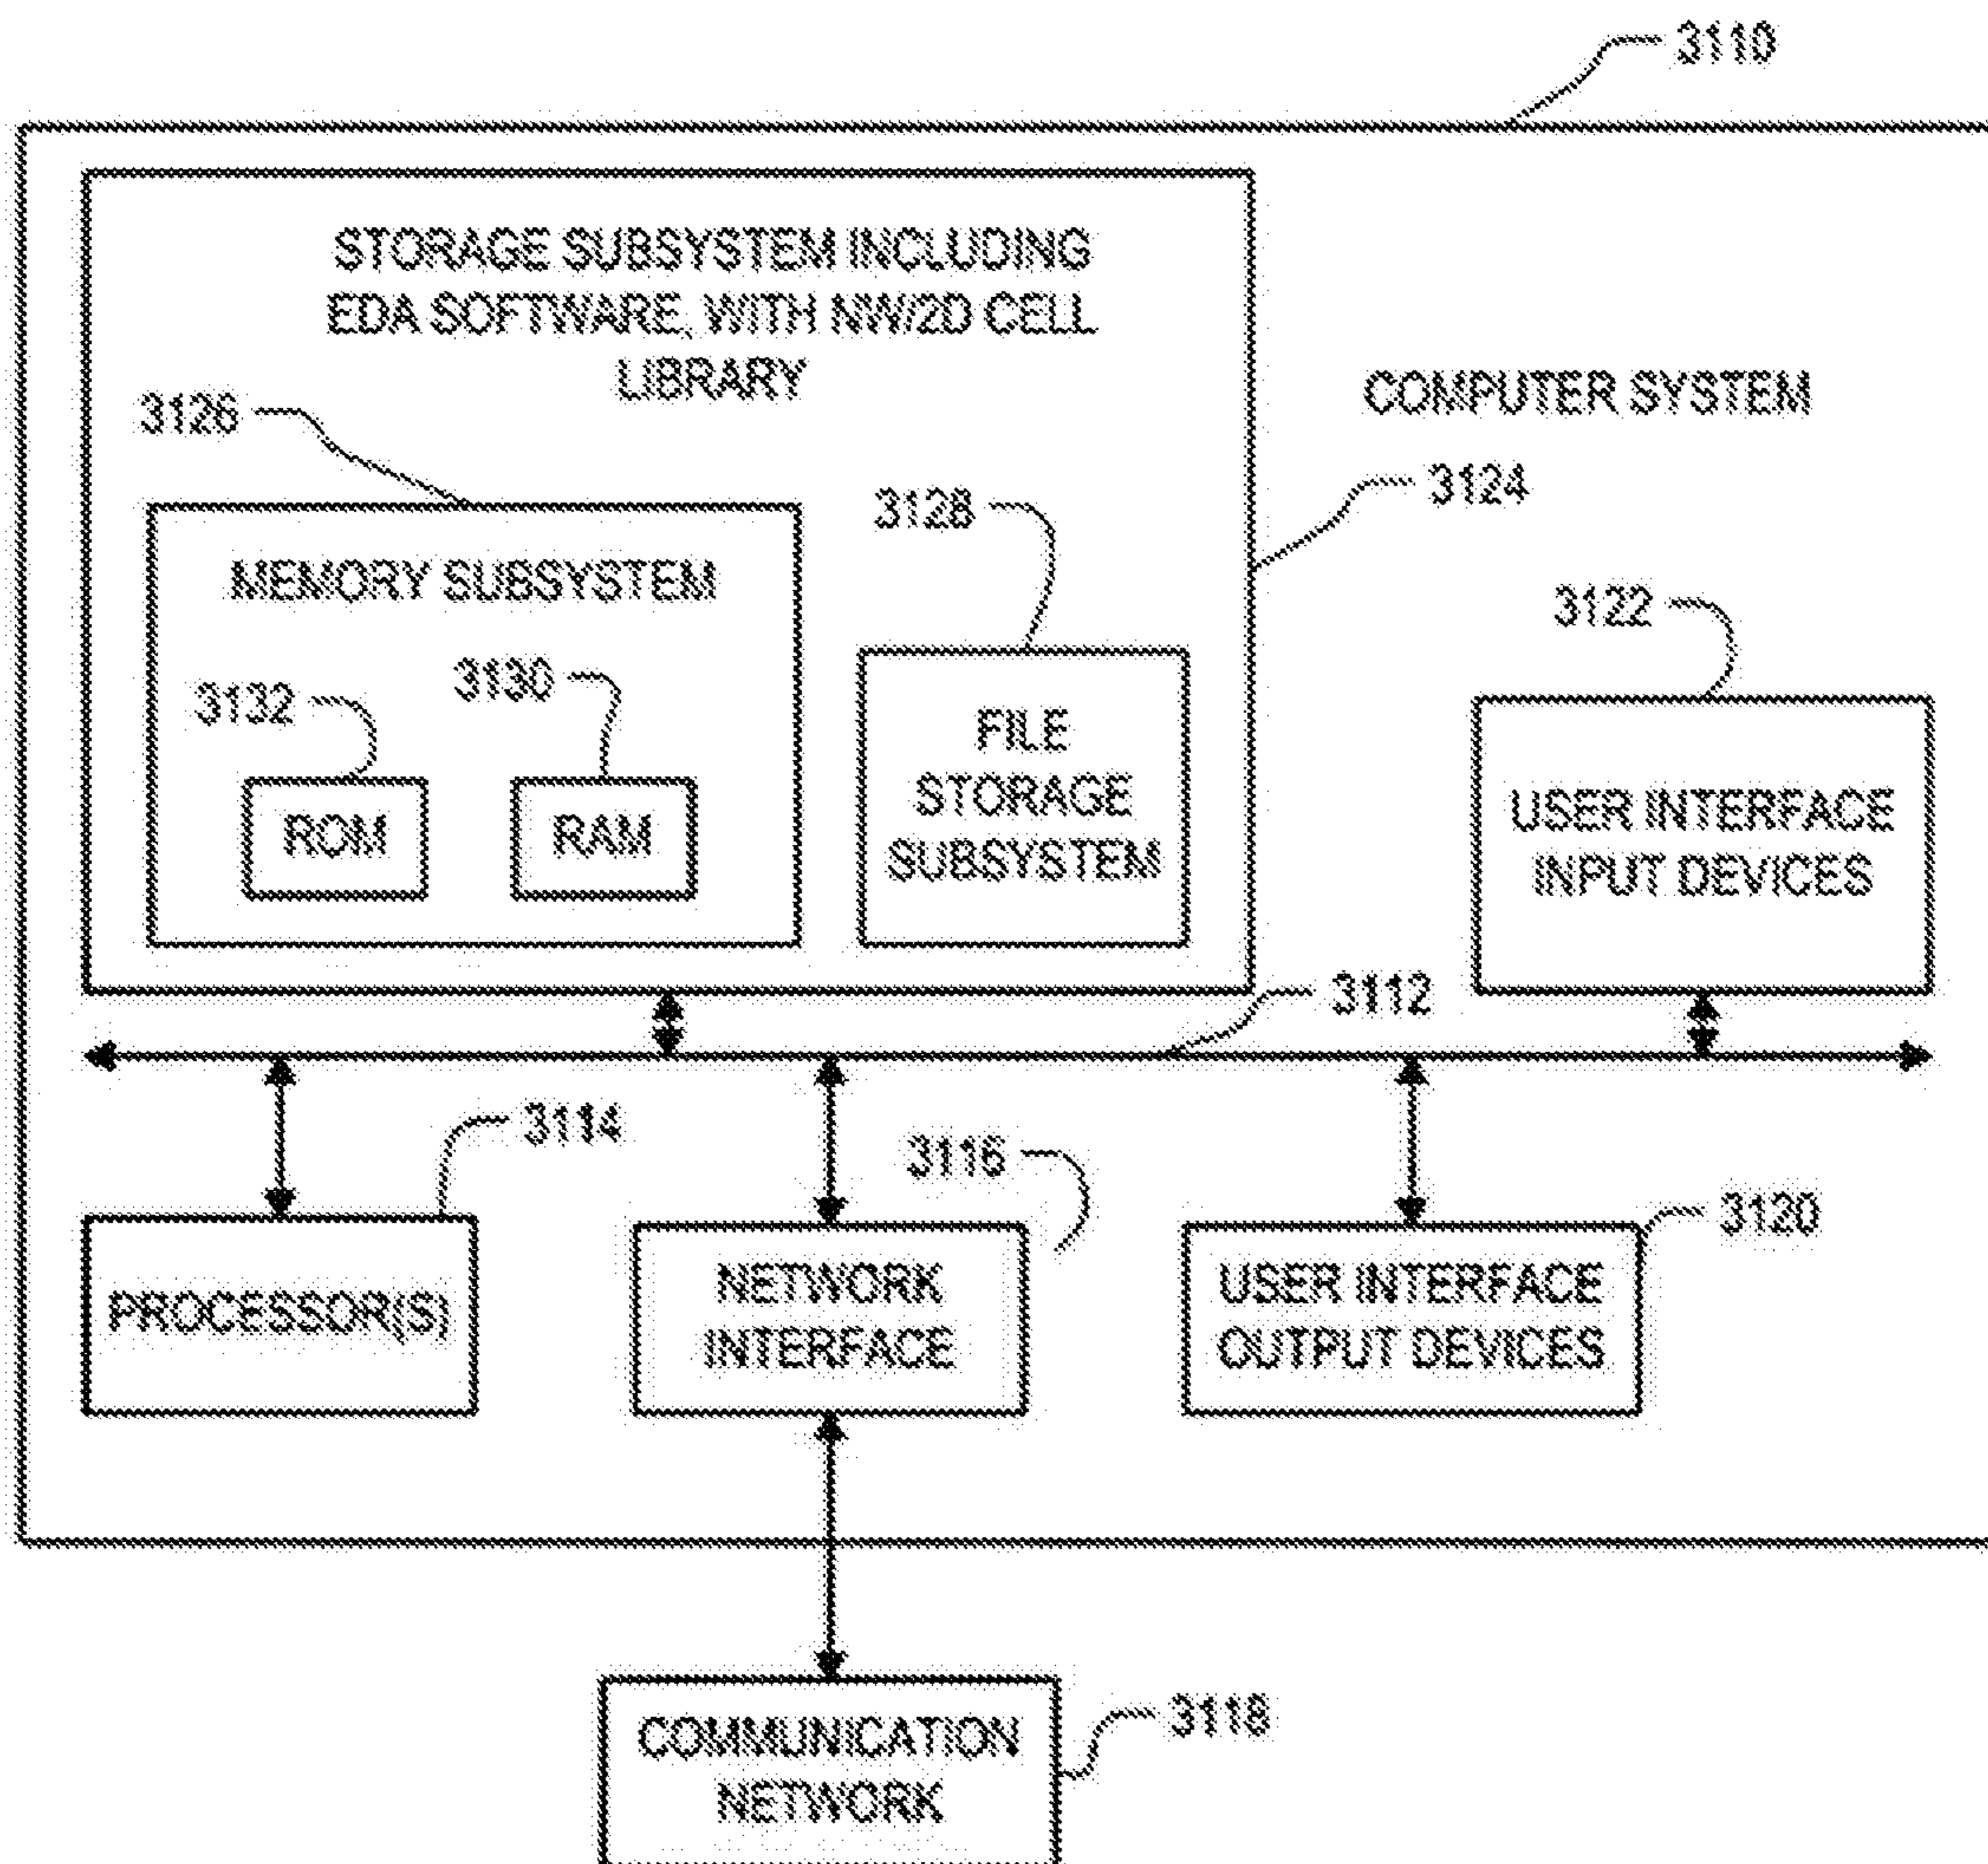 3110
STORAGE SUBSYSTEM INCLUDING
EDA SOFTWARE, WITH NW/2D CELL
LIBRARY
COMPUTER SYSTEM
3126
3124
3128
MEMORY SUBSYSTEM
3122
3132
3130
FILE
STORAGE
SUBSYSTEM
ROM
RAM
USER INTERFACE
INPUT DEVICES
3112
3114
3116
3120
PROCESSOR(S)
NETWORK
INTERFACE
USER INTERFACE
OUTPUT DEVICES
3118
COMMUNICATION
NETWORK